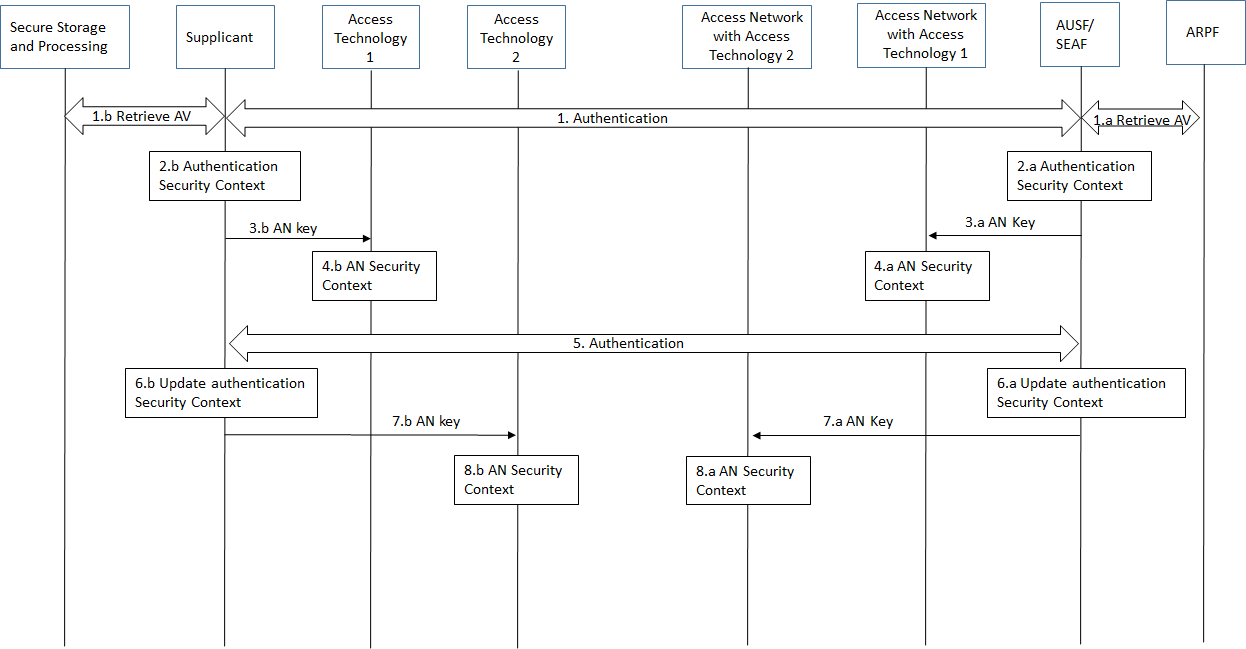 Secure Storage
and Processing
Supplicant
Access
Technology
1
Access
Technology
2
Access Network
with Access
Technology 2
Access Network
with Access
Technology 1
AUSF/
SEAF
ARPF
1.b Retrieve AV
1. Authentication
1.a Retrieve AV
2.b Authentication
Security Context
2.a Authentication
Security Context
3.b AN key
3.a AN Key
4.b AN Security
Context
4.a AN Security
Context
5. Authentication
6.b Update authentication
Security Context
6.a Update authentication
Security Context
7.b AN key
7.a AN Key
8.b AN Security
Context
8.a AN Security
Context